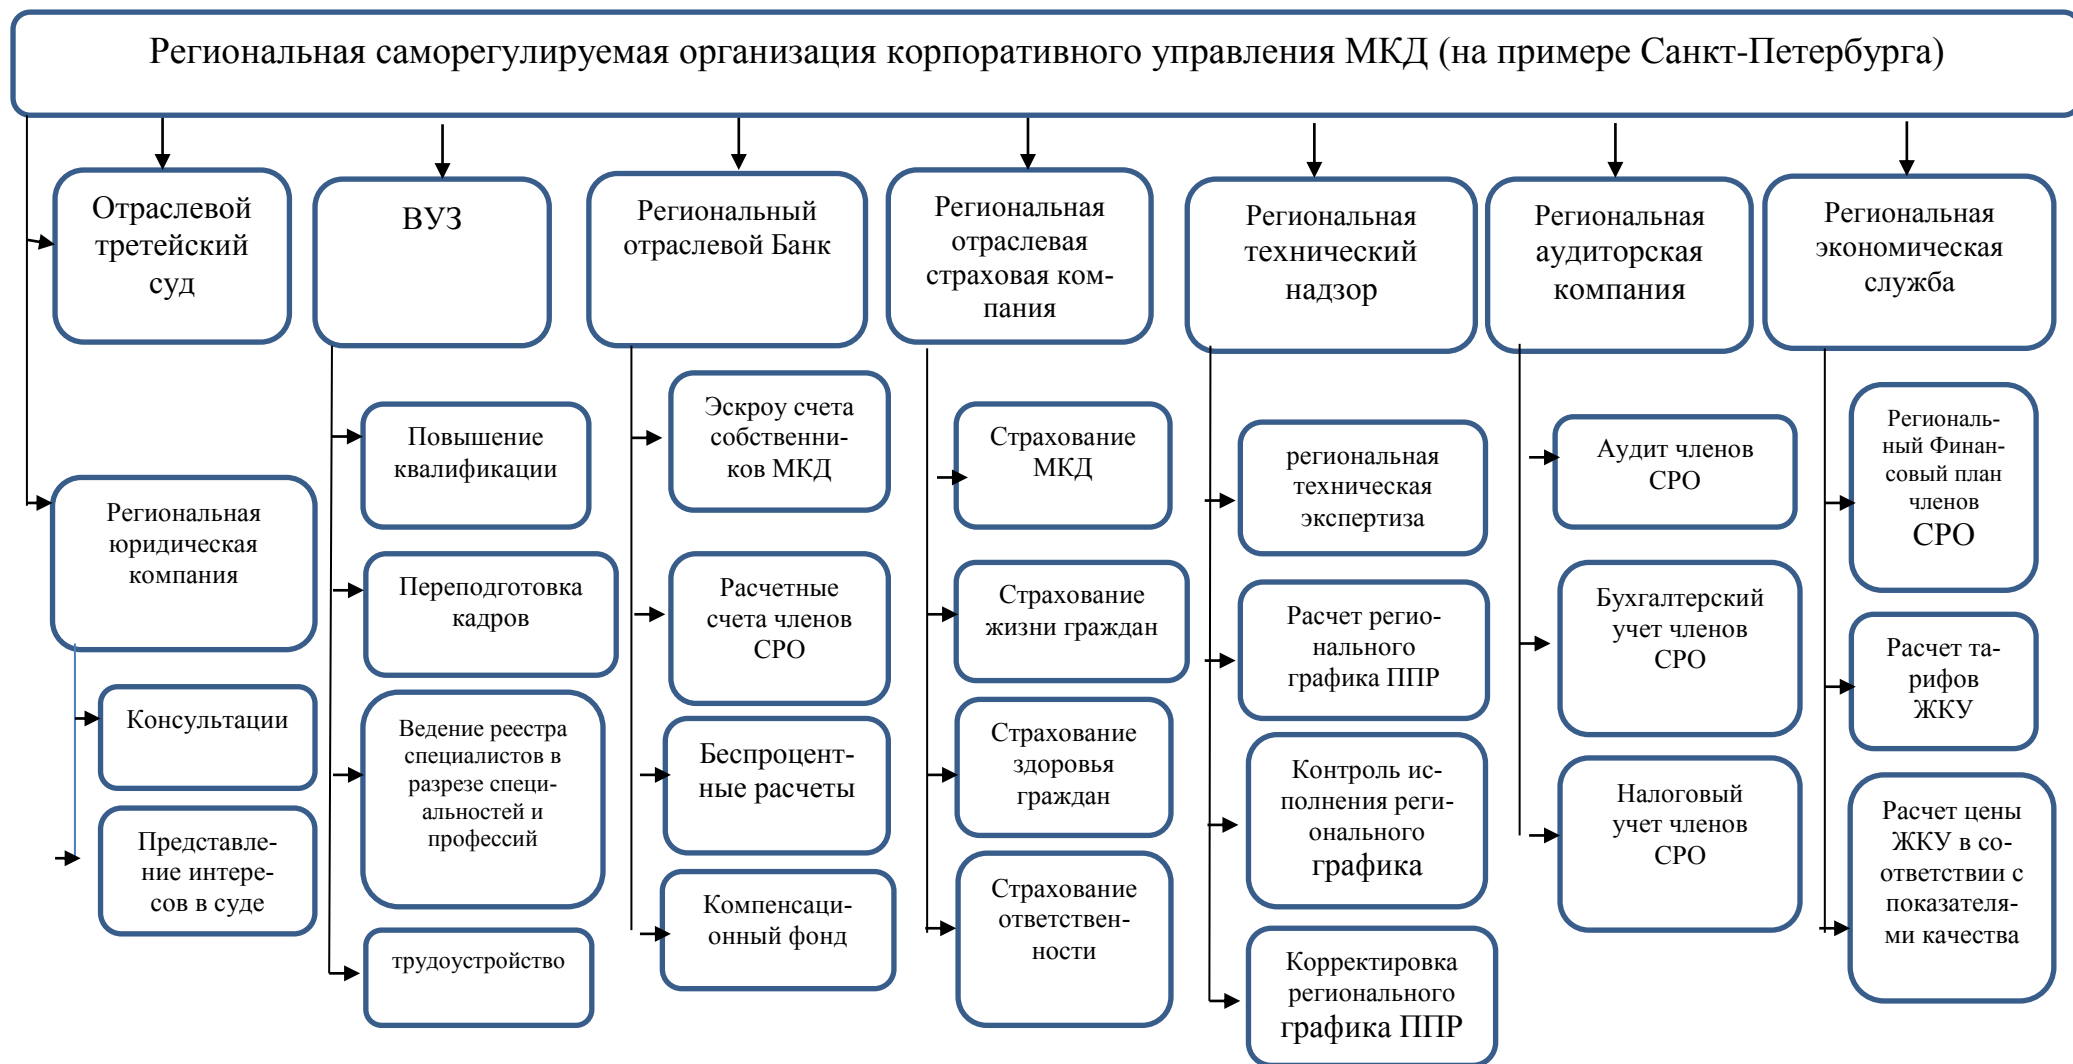 Региональная саморегулируемая организация корпоративного управления МКД (на примере Санкт-Петербурга)
Отраслевой
третейский
суд
Региональная
юридическая
компания
Консультации
Представле-
ние интере-
сов в суде
ВУЗ
Повышение
квалификации
Переподготовка
кадров
Ведение реестра
специалистов в
разрезе специ-
альностей и
профессий
трудоустройство
Региональный
отраслевой Банк
Эскроу счета
собственни-
ков МКД
Расчетные
счета членов
СРО
Беспроцент-
ные расчеты
Компенсаци-
онный фонд
Региональная
отраслевая
страховая ком-
пания
Страхование
МКД
Страхование
жизни граждан
Страхование
здоровья
граждан
Страхование
ответствен-
ности
Региональная
технический
надзор
региональная
техническая
экспертиза
Расчет регио-
нального
графика ППР
Контроль ис-
полнения реги-
онального
графика
Корректировка
регионального
графика ППР
Региональная
аудиторская
компания
Аудит членов
СРО
Бухгалтерский
учет членов
СРО
Налоговый
учет членов
СРО
Региональная
экономическая
служба
Региональ-
ный Финан-
совый план
членов
СРО
Расчет та-
рифов
ЖКУ
Расчет цены
ЖКУ в со-
ответствии с
показателя-
ми качества